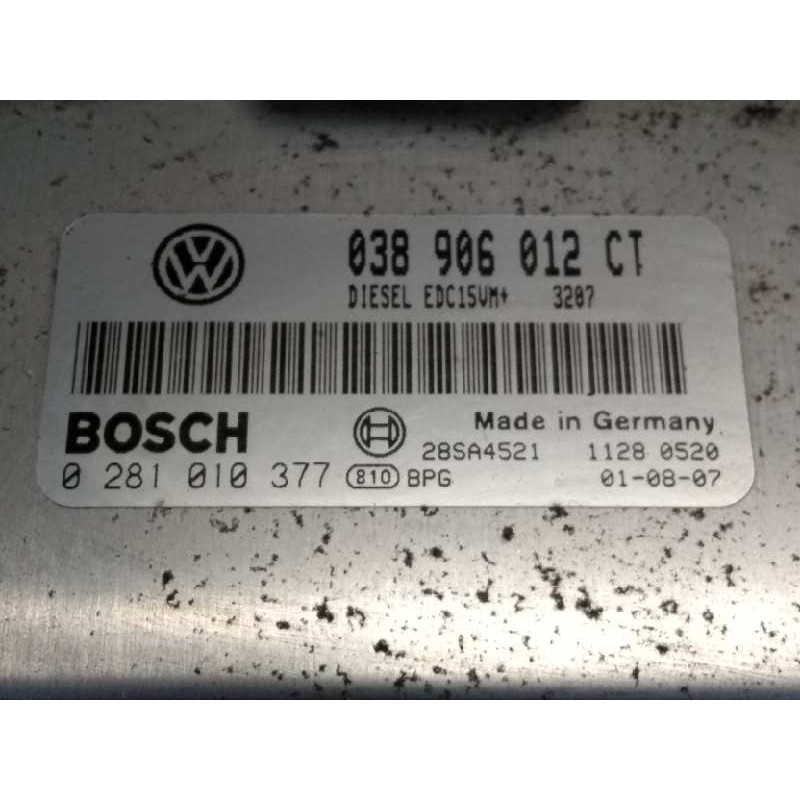 038 906 012 CT
DIESEL EDC15VM+ 3207
BOSCH
Made in Germany
28SA4521 1128 0520
0 281 010 377 810 BPG 01-08-07